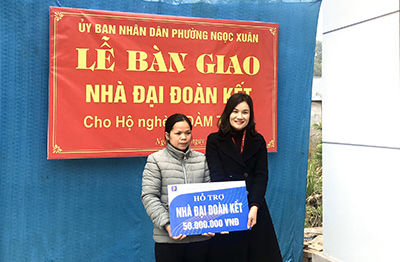 ỦY BAN NHÂN DÂN PHƯỜNG NGỌC XUÂN
LỄ BÀN GIAO
NHÀ ĐẠI ĐOÀN KẾT
Cho Hộ nghèo ĐÀM
HỖ TRỢ
NHÀ ĐẠI ĐOÀN KẾT
50.000.000 VNĐ